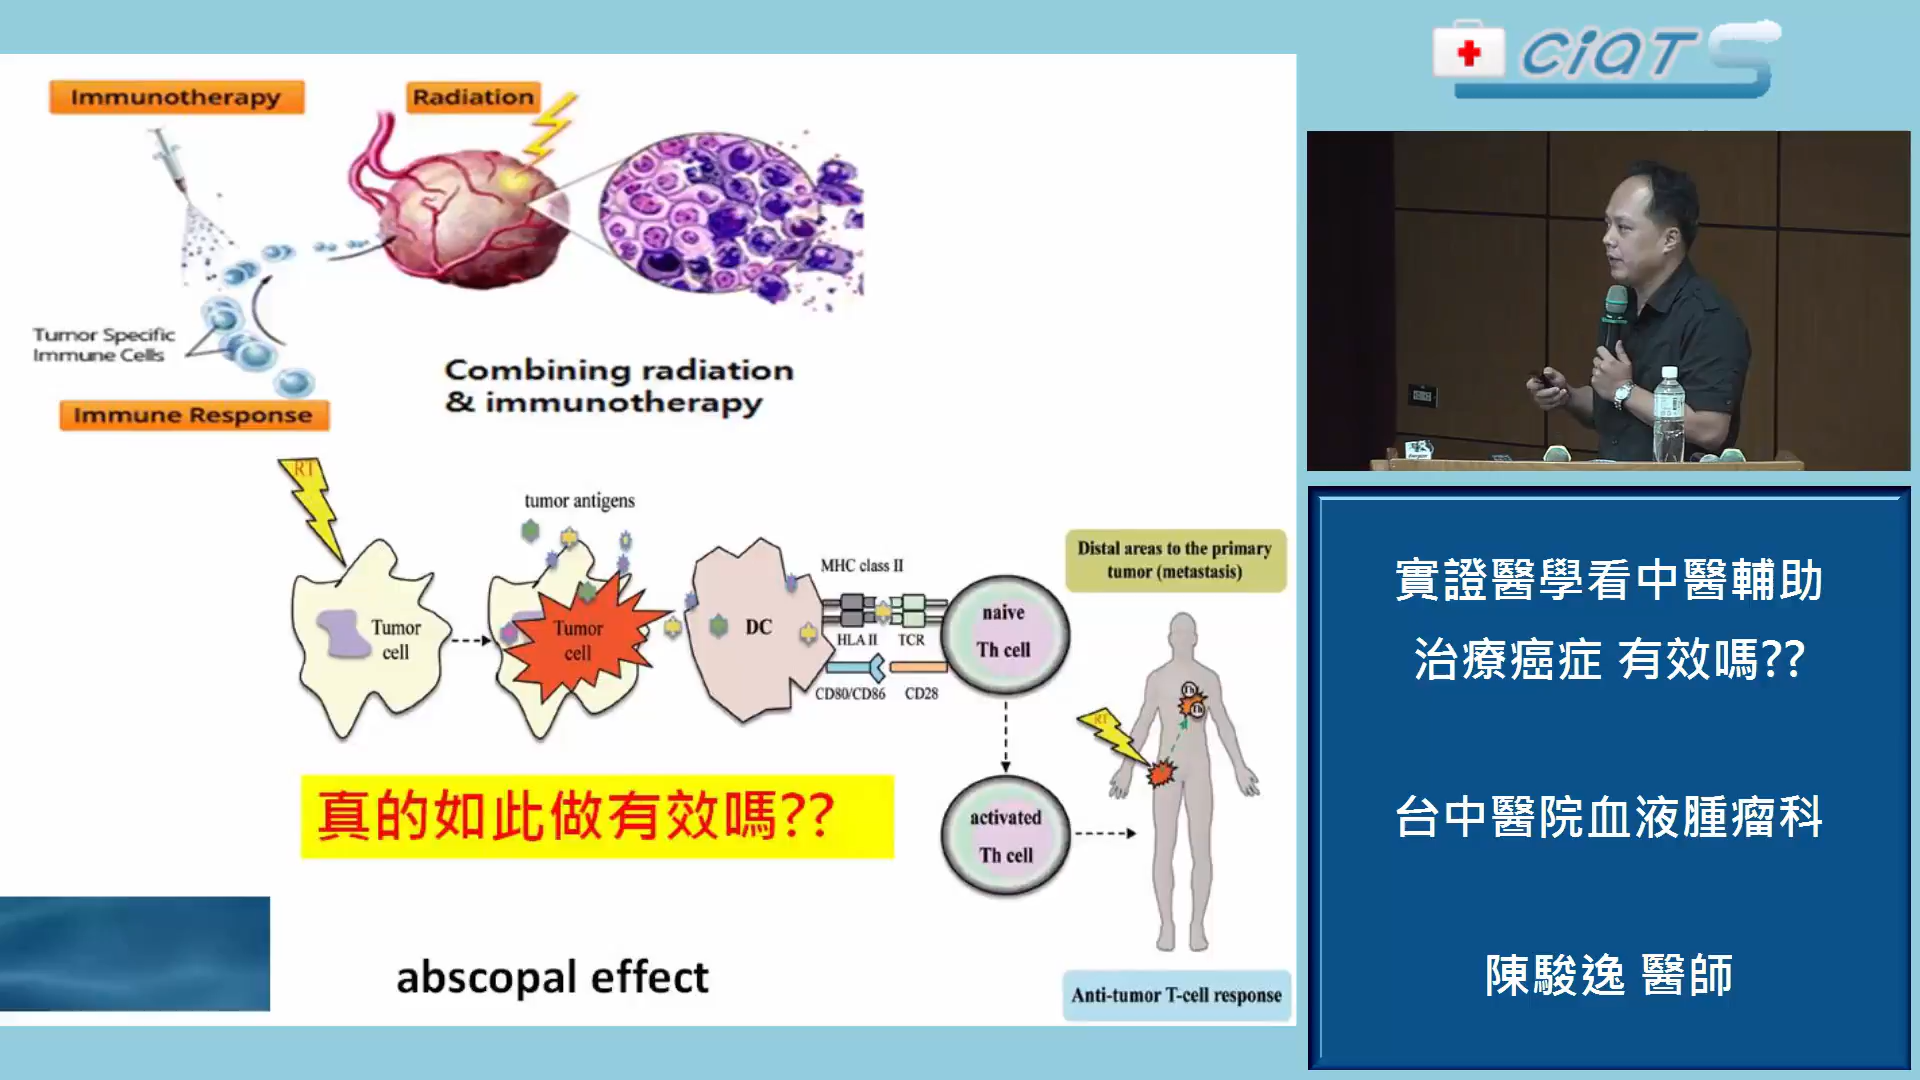 Immunotherapy
Radiation
Tumor Specific
Immune Cells
Immune Response
Combining radiation
& immunotherapy
RT
tumor antigens
Tumor
cell
Tumor
cell
DC
MHC class II
HLA II
TCR
CD80/CD86
CD28
naive
Th cell
activated
Th cell
Distal areas to the primary
tumor (metastasis)
Th
Th
RT
Anti-tumor T-cell response
真的如此做有效嗎??
abscopal effect
CiQTS
實證醫學看中醫輔助
治療癌症 有效嗎??
台中醫院血液腫瘤科
陳駿逸 醫師